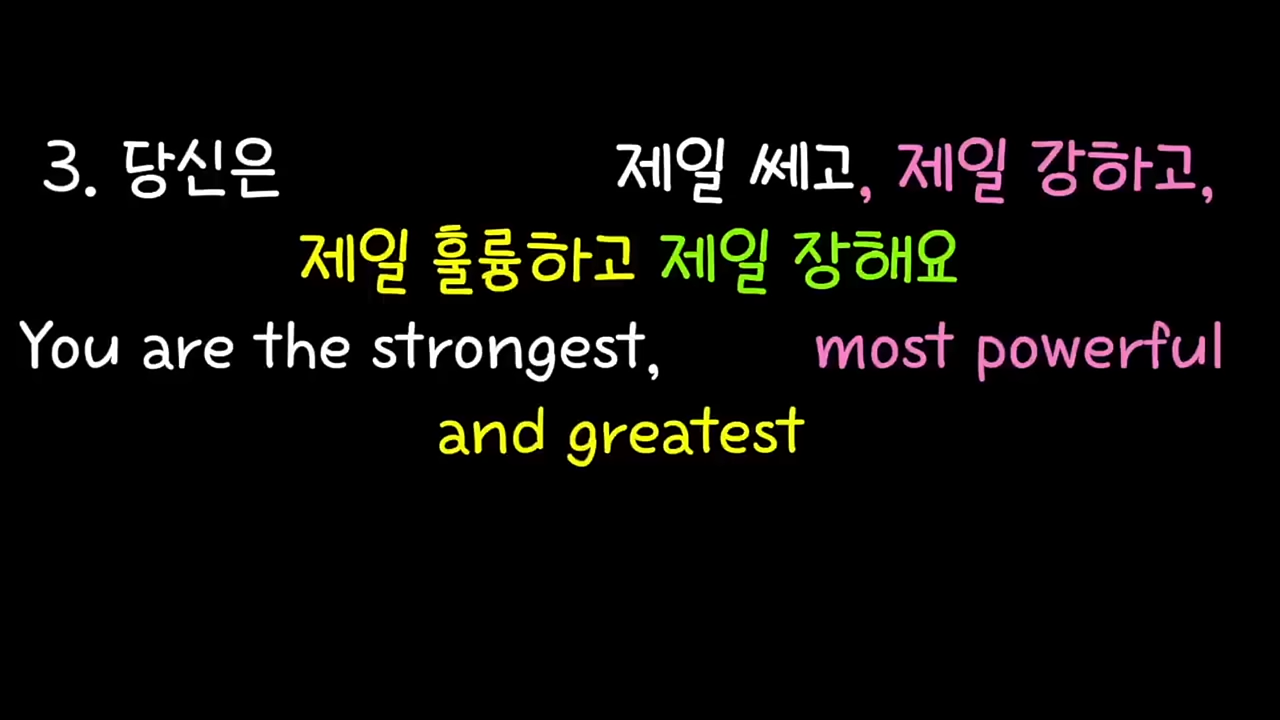 3. 당신은 제일 쎄고, 제일 강하고,
제일 훌륭하고 제일 장해요
You are the strongest, most powerful
and greatest